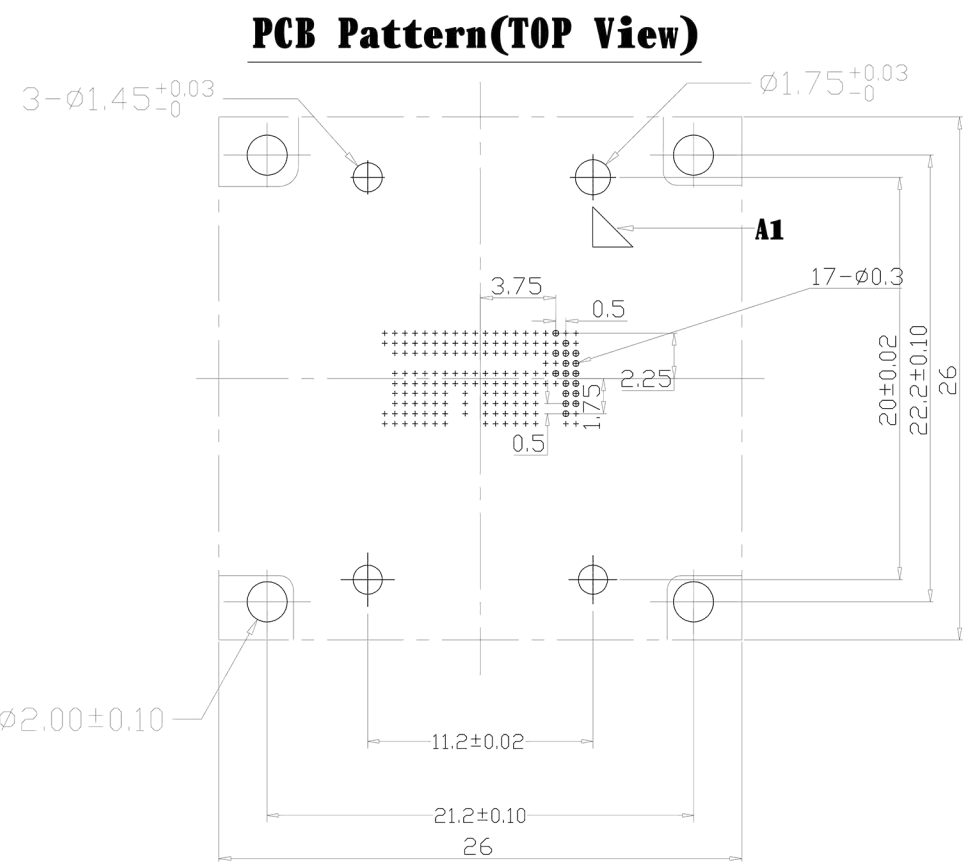 PCB Pattern(TOP View)
3-Ø1.45 +0.03 -0
Ø1.75 +0.03 -0
A1
17-Ø0.3
3.75
0.5
2.25
1.75
0.5
20±0.02
22.2±0.10
26
Ø2.00±0.10
11.2±0.02
21.2±0.10
26